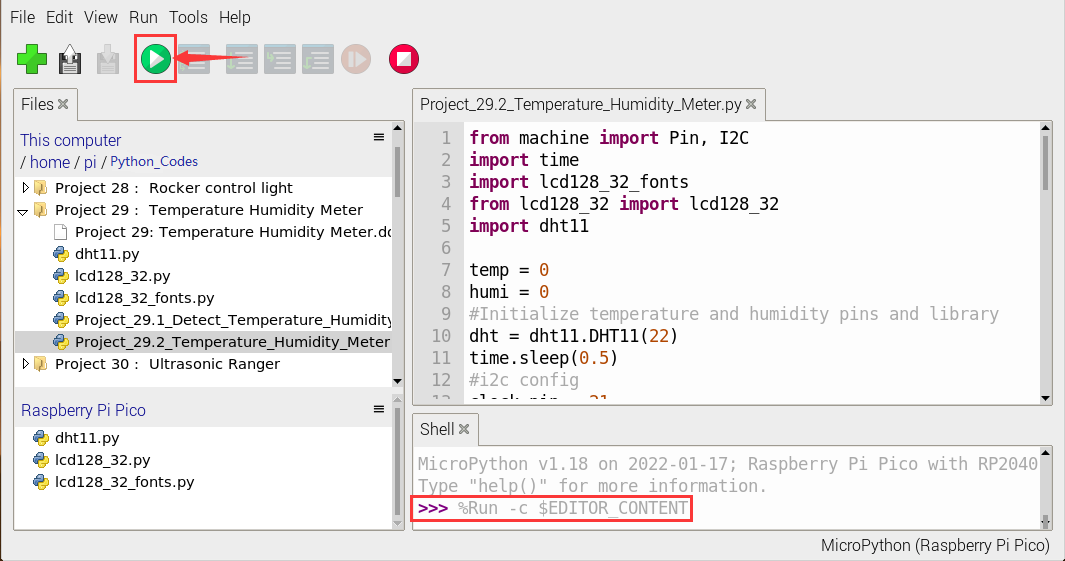 File Edit View Run Tools Help
Files
This computer
/ home / pi / Python_Codes
Project 28 : Rocker control light
Project 29 : Temperature Humidity Meter
Project 29: Temperature Humidity Meter.dc
dht11.py
lcd128_32.py
lcd128_32_fonts.py
Project_29.1_Detect_Temperature_Humidity
Project_29.2_Temperature_Humidity_Meter
Project 30 : Ultrasonic Ranger
Raspberry Pi Pico
dht11.py
lcd128_32.py
lcd128_32_fonts.py
Project_29.2_Temperature_Humidity_Meter.py
1 from machine import Pin, I2C
2 import time
3 import lcd128_32_fonts
4 from lcd128_32 import lcd128_32
5 import dht11
6
7 temp = 0
8 humi = 0
9 #Initialize temperature and humidity pins and library
10 dht = dht11.DHT11(22)
11 time.sleep(0.5)
12 #i2c config
Shell
MicroPython v1.18 on 2022-01-17; Raspberry Pi Pico with RP2040
Type "help()" for more information.
>>> %Run -c $EDITOR_CONTENT
MicroPython (Raspberry Pi Pico)